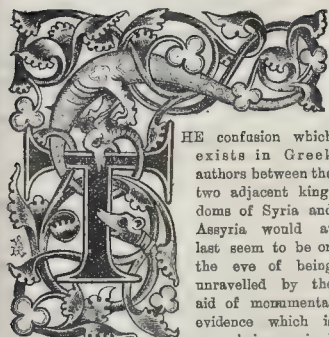 THE confusion which
exists in Greek
authors between the
two adjacent king-
doms of Syria and
Assyria would at
last seem to be on
the eve of being
unravelled by the
aid of monumental
evidence which is